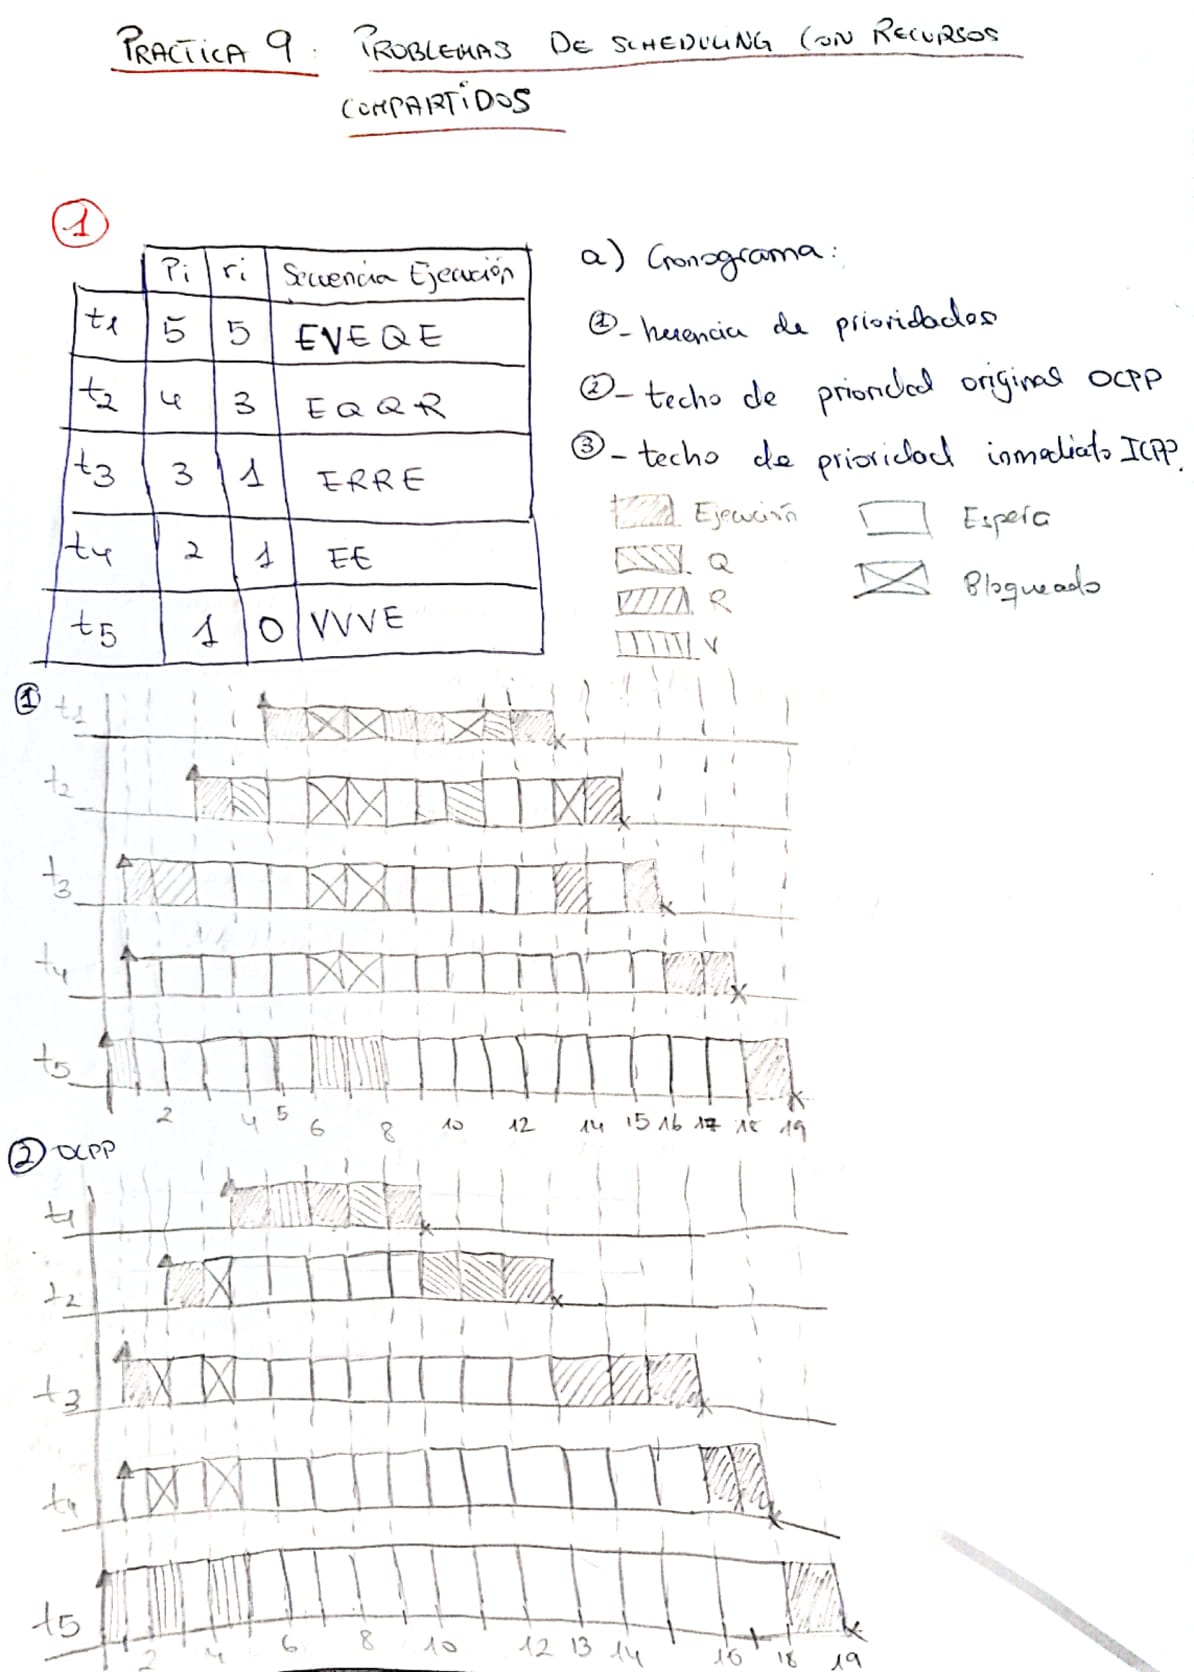 PRACTICA 9: PROBLEMAS DE SCHEDULING CON RECURSOS
COMPARTIDOS
1
Pi ri Secuencia Ejecución
t1 5 5 EVEQE
t2 4 3 EQQR
t3 3 1 ERRE
t4 2 1 EE
t5 1 0 VVVE
a) Cronograma:
1- herencia de prioridades
2- techo de prioridad original OCPP
3- techo de prioridad inmediato ICPP.
Ejecución Espera
Q Bloqueado
R
V
1 t1
t2
t3
t4
t5
2 4 5 6 8 10 12 14 15 16 17 18 19
2 OCPP
t1
t2
t3
t4
t5
2 4 6 8 10 12 13 14 16 18 19